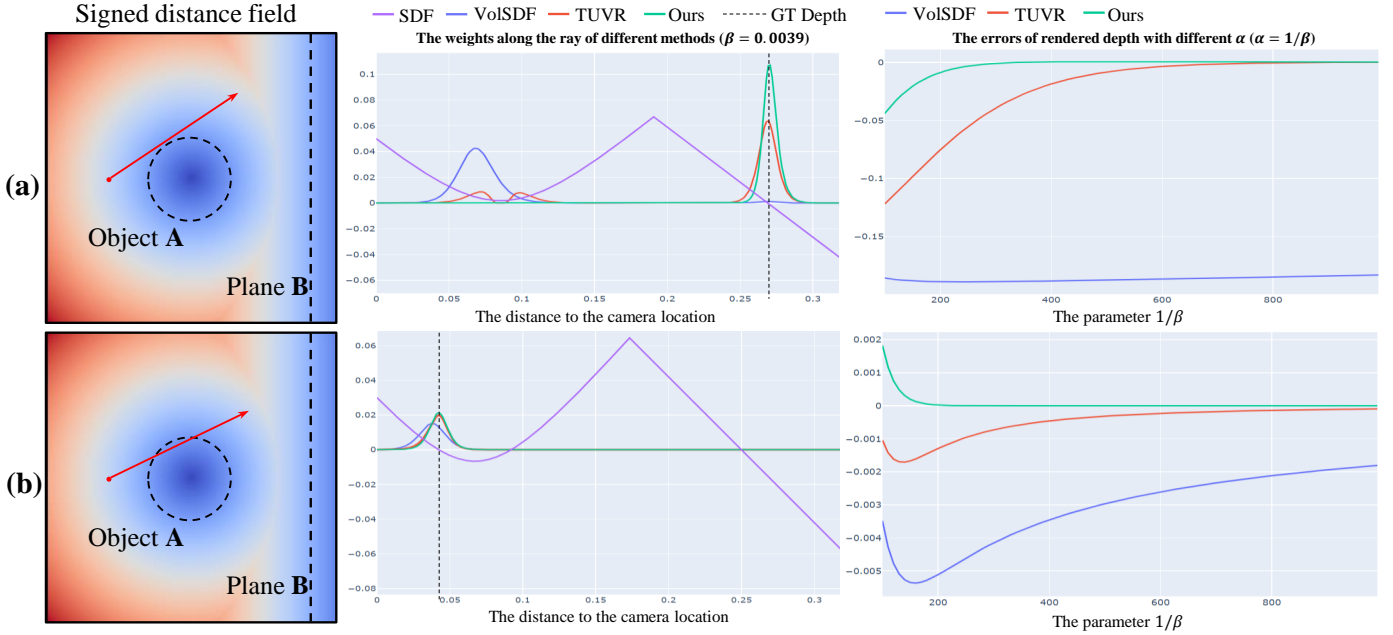 Signed distance field
SDF VolSDF TUVR Ours GT Depth
VolSDF TUVR Ours
The weights along the ray of different methods (β = 0.0039)
The errors of rendered depth with different α (α = 1/β)
(a)
Object A
Plane B
0.1
0.08
0.06
0.04
0.02
0
−0.02
−0.04
0 0.05 0.1 0.15 0.2 0.25 0.3
The distance to the camera location
0
−0.05
−0.1
−0.15
200 400 600 800
The parameter 1/β
(b)
Object A
Plane B
0.06
0.04
0.02
0
−0.02
−0.04
−0.06
−0.08
0 0.05 0.1 0.15 0.2 0.25 0.3
The distance to the camera location
0.002
0.001
0
−0.001
−0.002
−0.003
−0.004
−0.005
200 400 600 800
The parameter 1/β